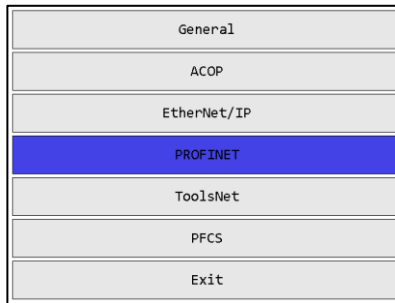 General
ACOP
EtherNet/IP
PROFINET
ToolsNet
PFCS
Exit